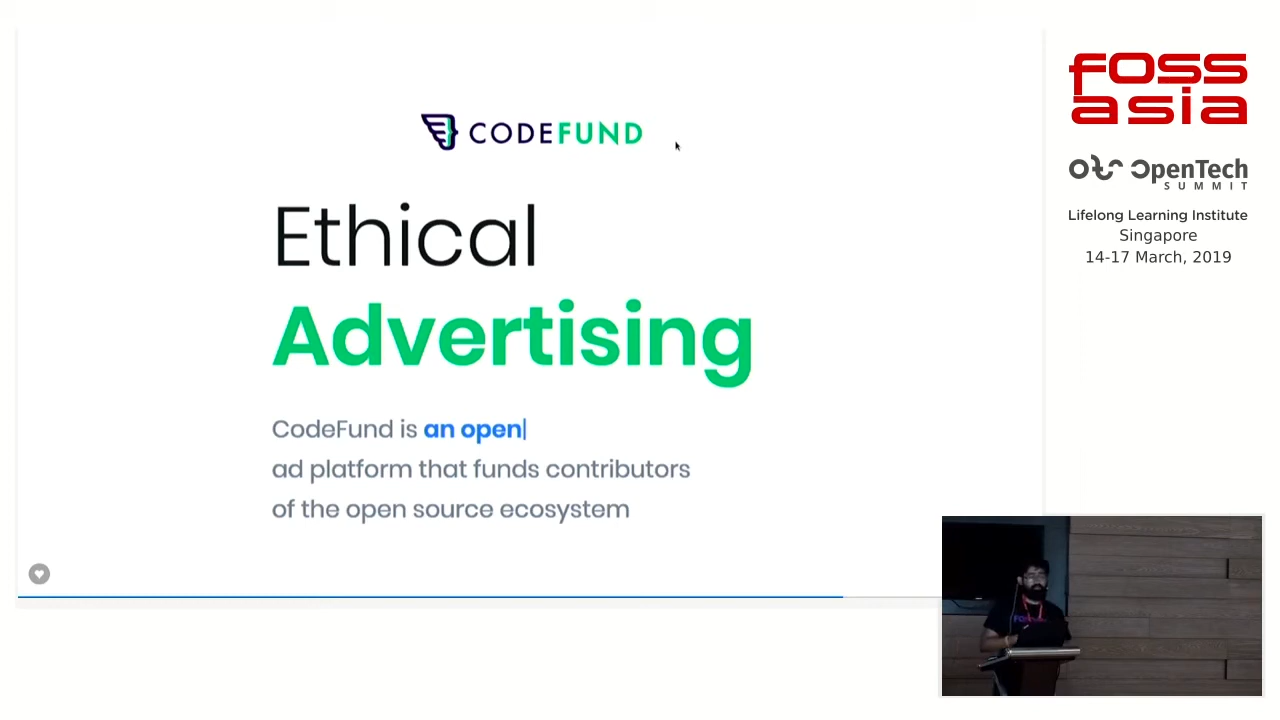 CODEFUND
Ethical
Advertising
CodeFund is an open
ad platform that funds contributors
of the open source ecosystem
FOSS
asia
OpenTech
SUMMIT
Lifelong Learning Institute
Singapore
14-17 March, 2019